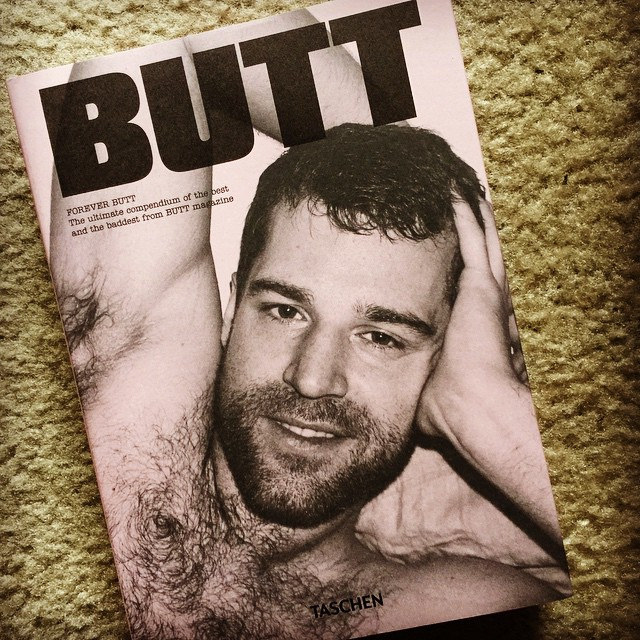 BUTT
FOREVER BUTT
The ultimate compendium of the best
and the baddest from BUTT magazine
TASCHEN